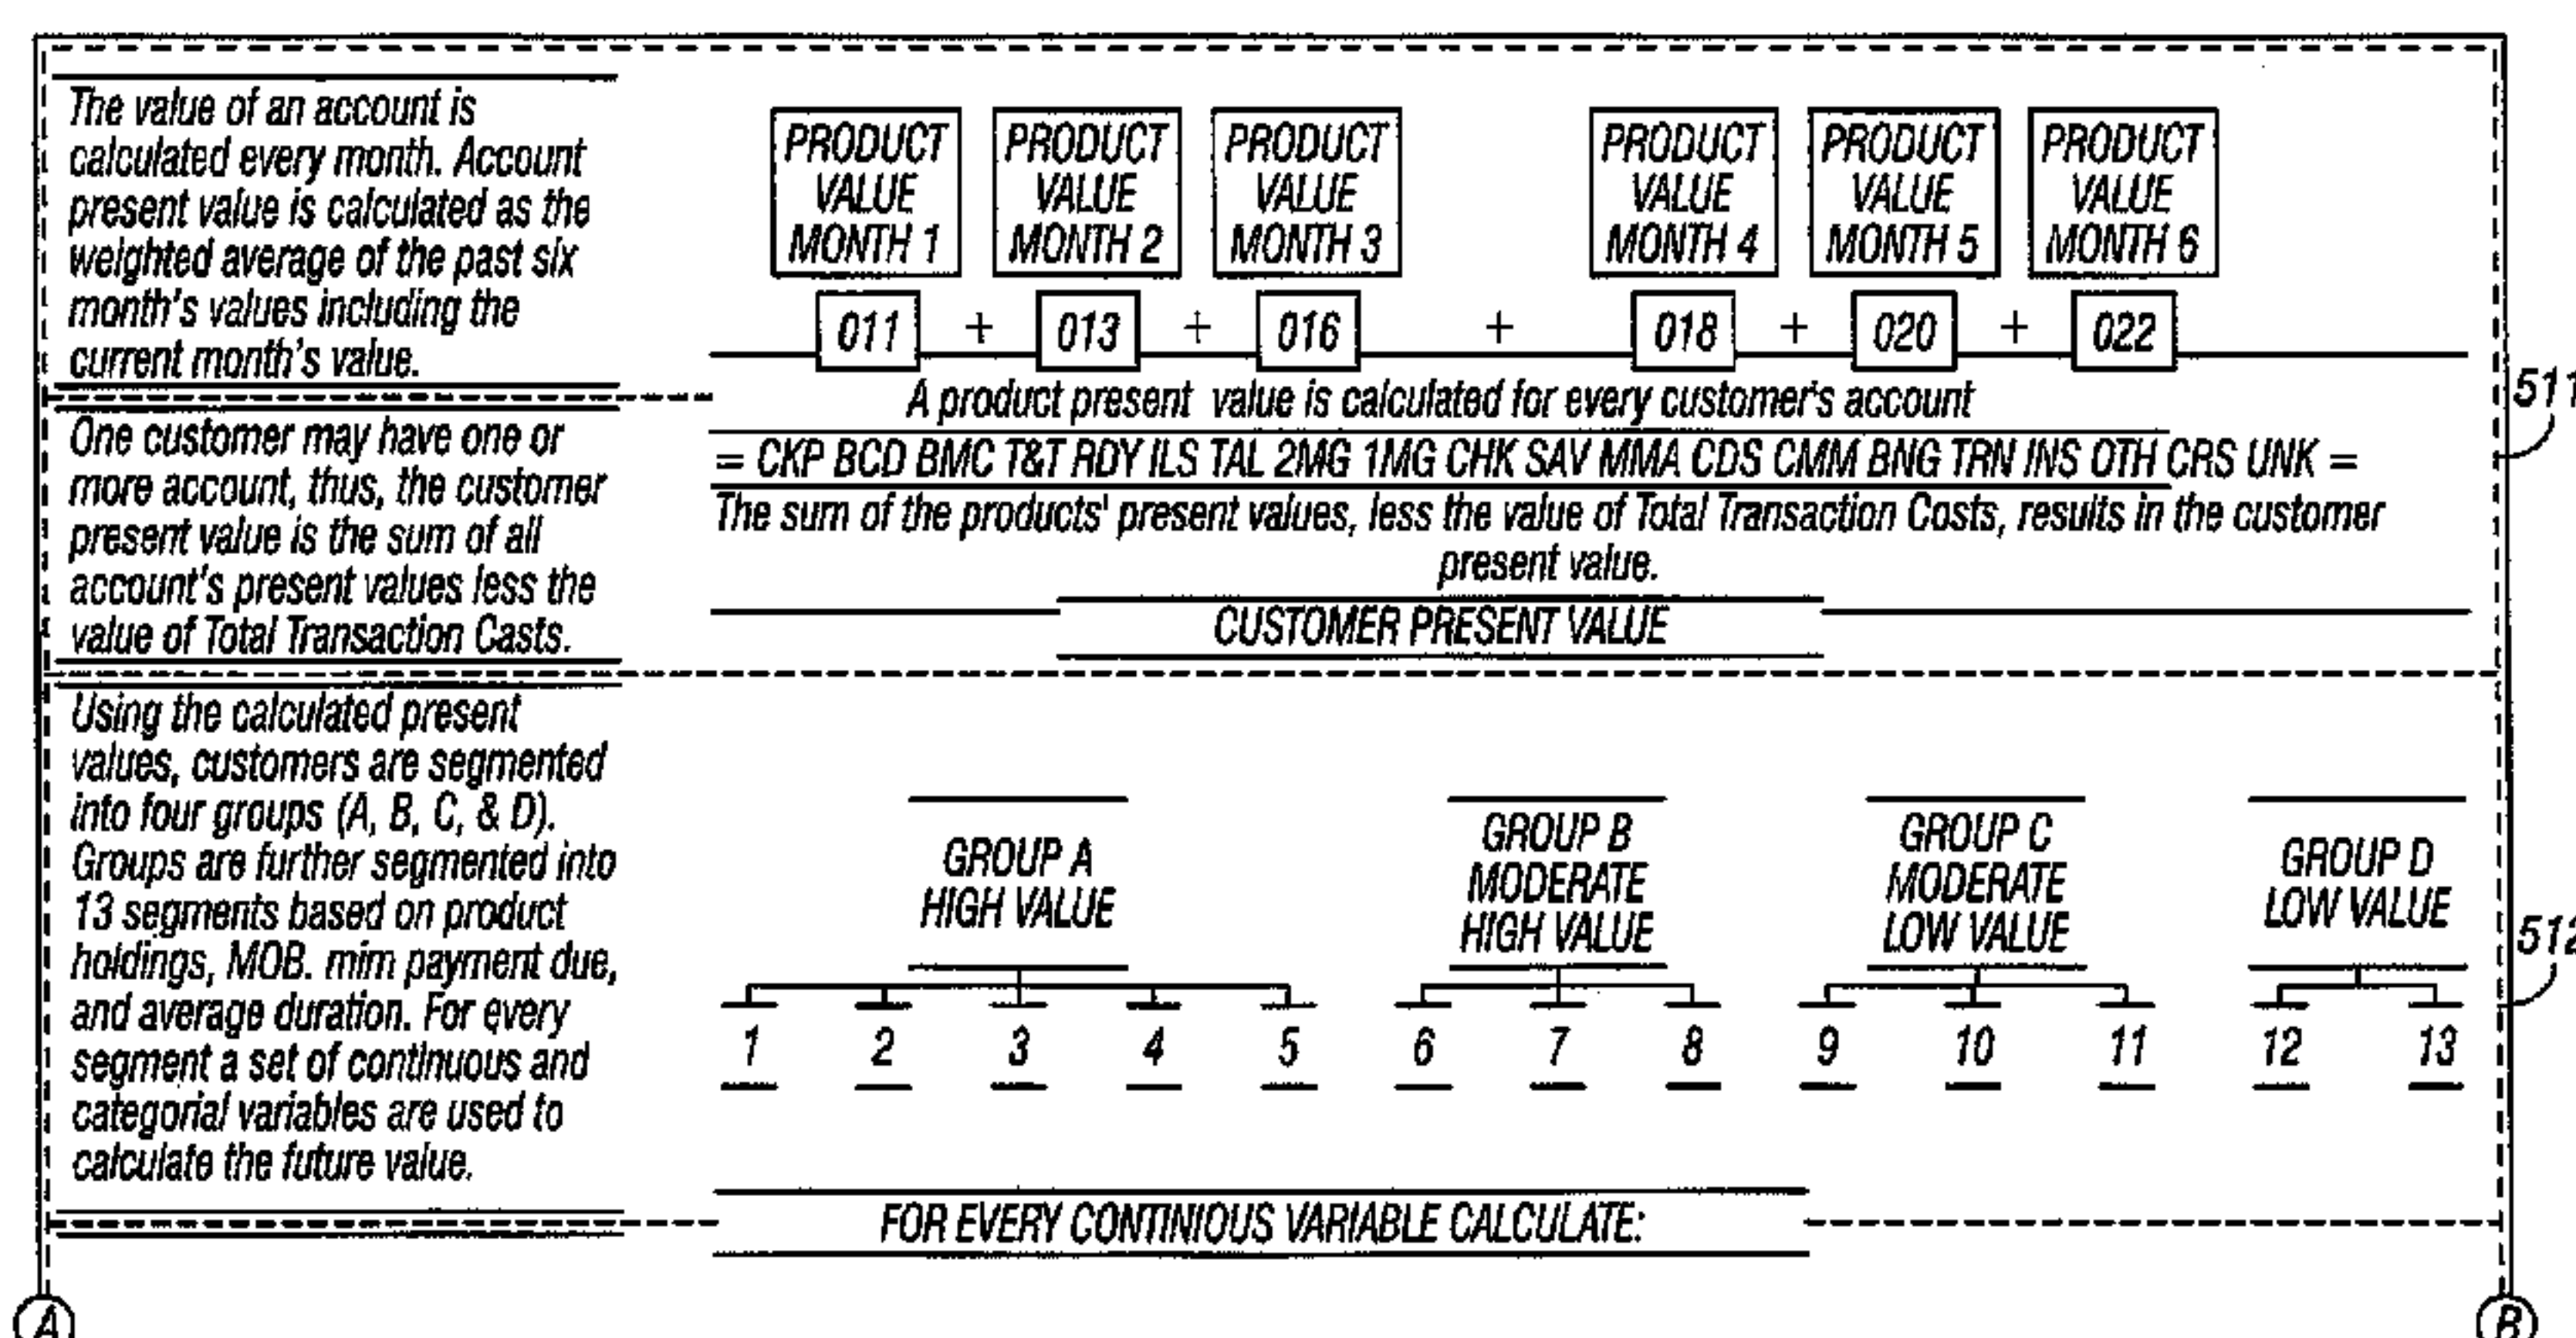 The value of an account is
calculated every month. Account
present value is calculated as the
weighted average of the past six
month's values including the
current month's value.
PRODUCT VALUE MONTH 1
PRODUCT VALUE MONTH 2
PRODUCT VALUE MONTH 3
PRODUCT VALUE MONTH 4
PRODUCT VALUE MONTH 5
PRODUCT VALUE MONTH 6
011 + 013 + 016 + 018 + 020 + 022
A product present value is calculated for every customer's account
511
One customer may have one or
more account, thus, the customer
present value is the sum of all
account's present values less the
value of Total Transaction Casts.
= CKP BCD BMC T&T RDY ILS TAL 2MG 1MG CHK SAV MMA CDS CMM BNG TRN INS OTH CRS UNK =
The sum of the products' present values, less the value of Total Transaction Costs, results in the customer
present value.
CUSTOMER PRESENT VALUE
Using the calculated present
values, customers are segmented
into four groups (A, B, C, & D).
Groups are further segmented into
13 segments based on product
holdings, MOB. mim payment due,
and average duration. For every
segment a set of continuous and
categorial variables are used to
calculate the future value.
GROUP A
HIGH VALUE
GROUP B
MODERATE
HIGH VALUE
GROUP C
MODERATE
LOW VALUE
GROUP D
LOW VALUE
512
1 2 3 4 5 6 7 8 9 10 11 12 13
FOR EVERY CONTINIOUS VARIABLE CALCULATE:
A
B